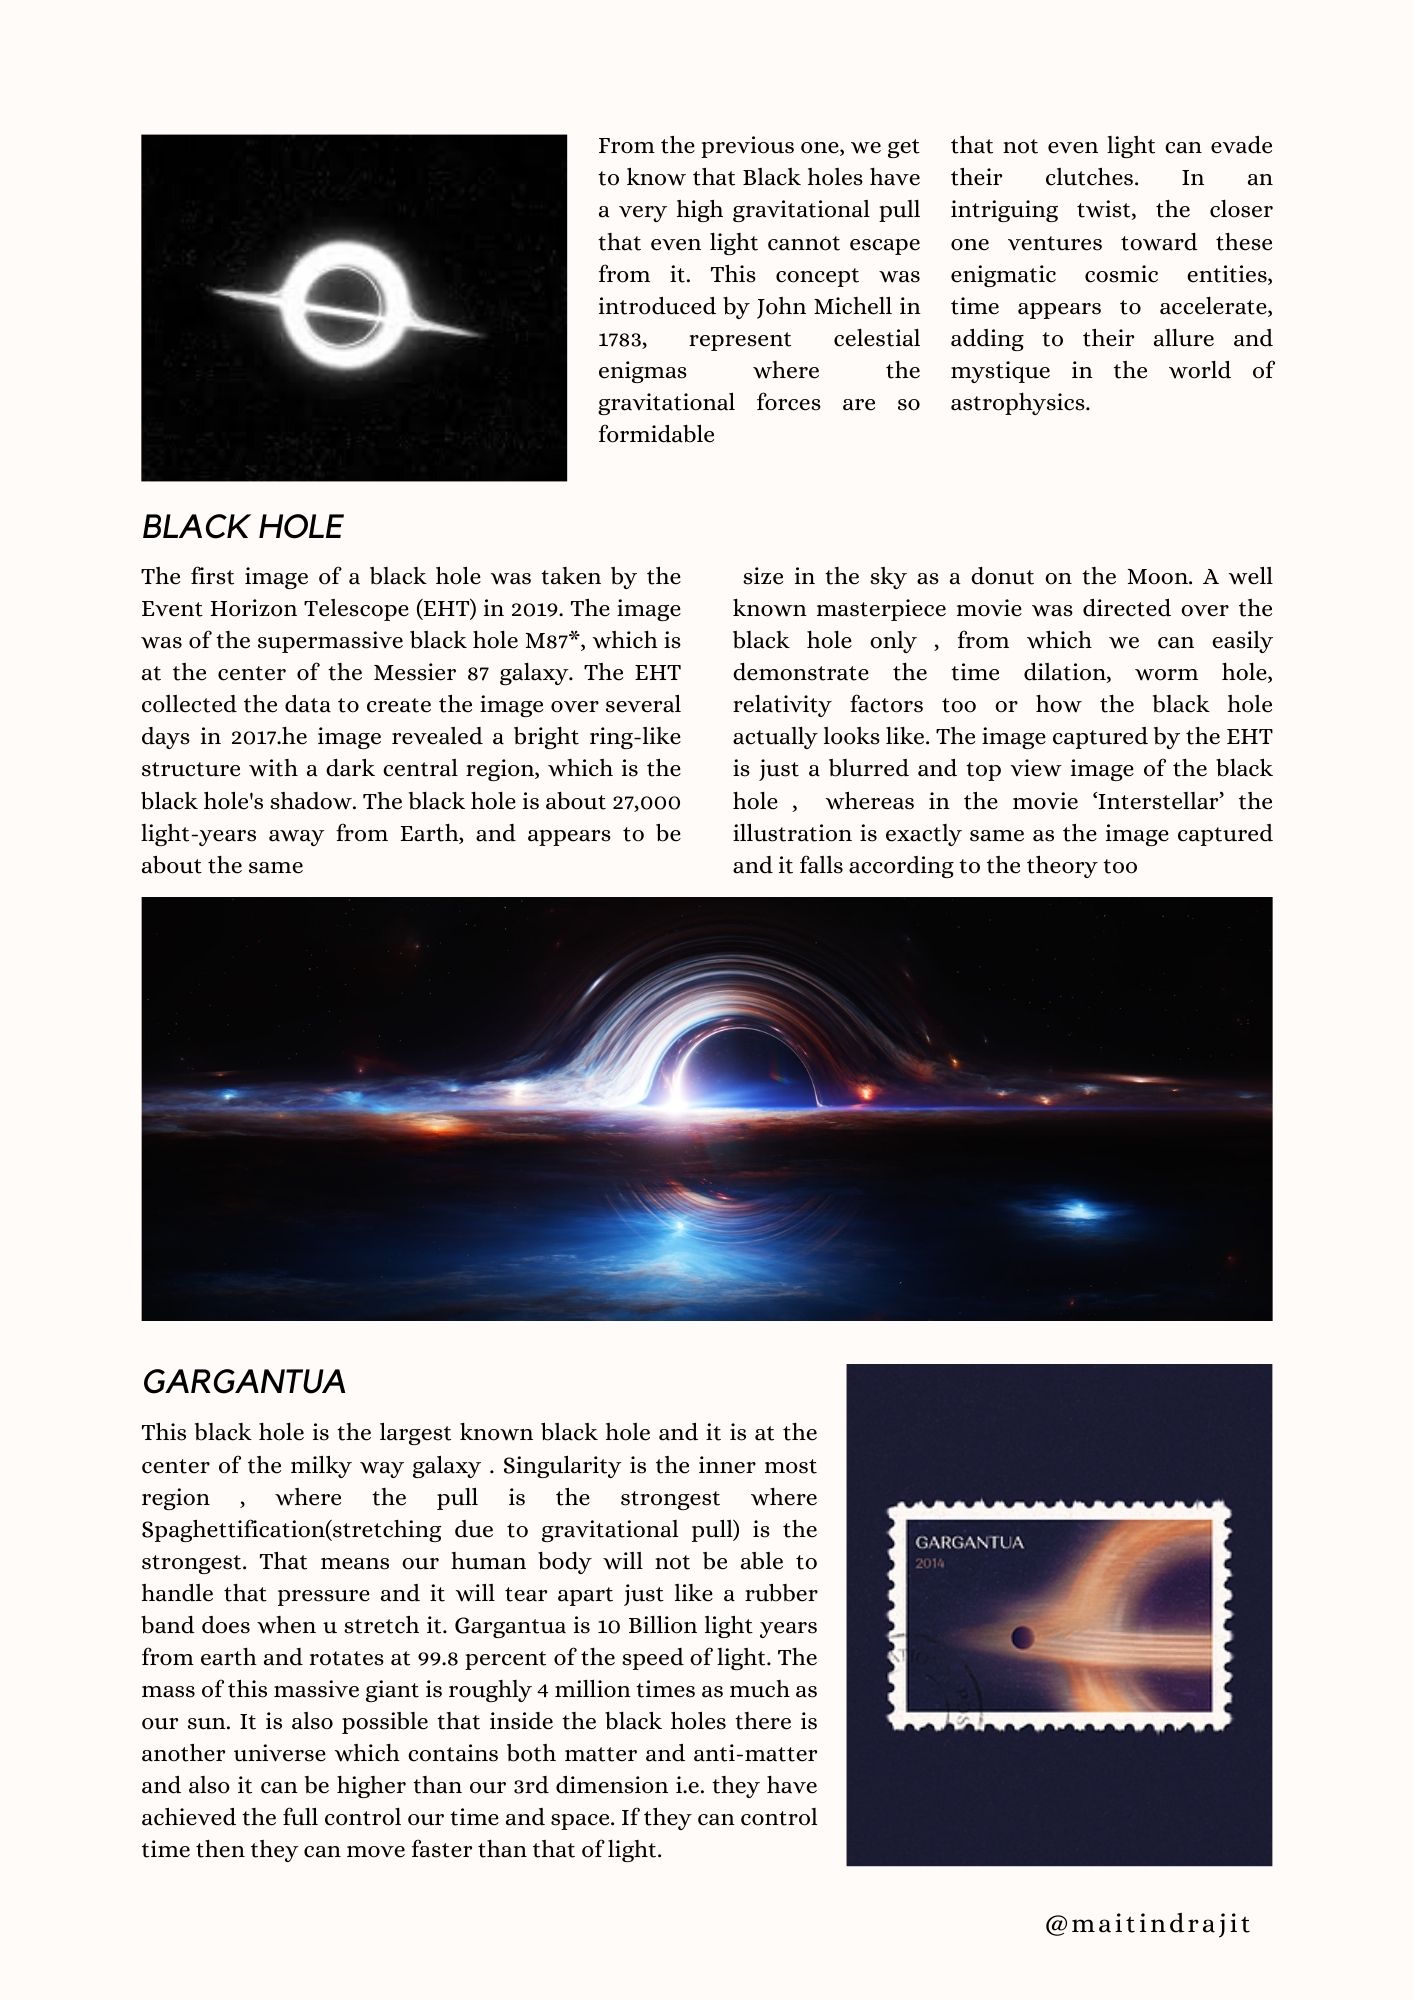 From the previous one, we get
to know that Black holes have
a very high gravitational pull
that even light cannot escape
from it. This concept was
introduced by John Michell in
1783, represent celestial
enigmas where the
gravitational forces are so
formidable
that not even light can evade
their clutches. In an
intriguing twist, the closer
one ventures toward these
enigmatic cosmic entities,
time appears to accelerate,
adding to their allure and
mystique in the world of
astrophysics.
BLACK HOLE
The first image of a black hole was taken by the
Event Horizon Telescope (EHT) in 2019. The image
was of the supermassive black hole M87*, which is
at the center of the Messier 87 galaxy. The EHT
collected the data to create the image over several
days in 2017.he image revealed a bright ring-like
structure with a dark central region, which is the
black hole's shadow. The black hole is about 27,000
light-years away from Earth, and appears to be
about the same
size in the sky as a donut on the Moon. A well
known masterpiece movie was directed over the
black hole only , from which we can easily
demonstrate the time dilation, worm hole,
relativity factors too or how the black hole
actually looks like. The image captured by the EHT
is just a blurred and top view image of the black
hole , whereas in the movie ‘Interstellar’ the
illustration is exactly same as the image captured
and it falls according to the theory too
GARGANTUA
This black hole is the largest known black hole and it is at the
center of the milky way galaxy . Singularity is the inner most
region , where the pull is the strongest where
Spaghettification(stretching due to gravitational pull) is the
strongest. That means our human body will not be able to
handle that pressure and it will tear apart just like a rubber
band does when u stretch it. Gargantua is 10 Billion light years
from earth and rotates at 99.8 percent of the speed of light. The
mass of this massive giant is roughly 4 million times as much as
our sun. It is also possible that inside the black holes there is
another universe which contains both matter and anti-matter
and also it can be higher than our 3rd dimension i.e. they have
achieved the full control our time and space. If they can control
time then they can move faster than that of light.
GARGANTUA
2014
@maitindrajit